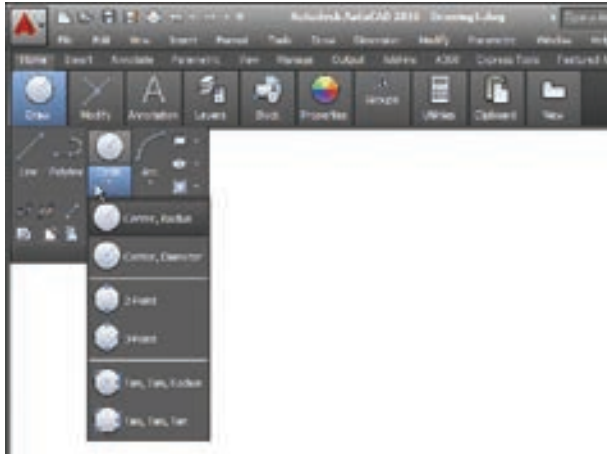 Autodesk AutoCAD 2016 Drawing1.dwg
File Edit View Insert Format Tools Draw Dimension Modify Parametric Window
Home Insert Annotate Parametric View Manage Output Add-ins A360 Express Tools Featured
Draw Modify Annotation Layers Block Properties Groups Utilities Clipboard View
Line Polyline Circle Arc
Center, Radius
Center, Diameter
2-Point
3-Point
Tan, Tan, Radius
Tan, Tan, Tan